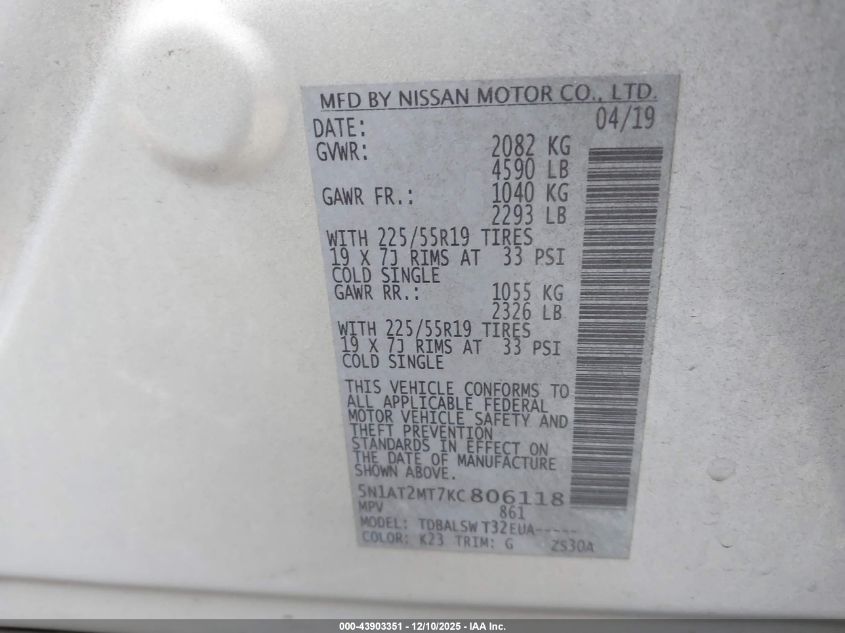 MFD BY NISSAN MOTOR CO., LTD.
DATE: 04/19
GVWR: 2082 KG
4590 LB
GAWR FR.: 1040 KG
2293 LB
WITH 225/55R19 TIRES
19 X 7J RIMS AT 33 PSI
COLD SINGLE
GAWR RR.: 1055 KG
2326 LB
WITH 225/55R19 TIRES
19 X 7J RIMS AT 33 PSI
COLD SINGLE
THIS VEHICLE CONFORMS TO
ALL APPLICABLE FEDERAL
MOTOR VEHICLE SAFETY AND
THEFT PREVENTION
STANDARDS IN EFFECT ON
THE DATE OF MANUFACTURE
SHOWN ABOVE.
5N1AT2MT7KC806118
MPV 861
MODEL: TDBALSW T32EUA-----
COLOR: K23 TRIM: G ZS30A
000-43903351 - 12/10/2025 - IAA Inc.